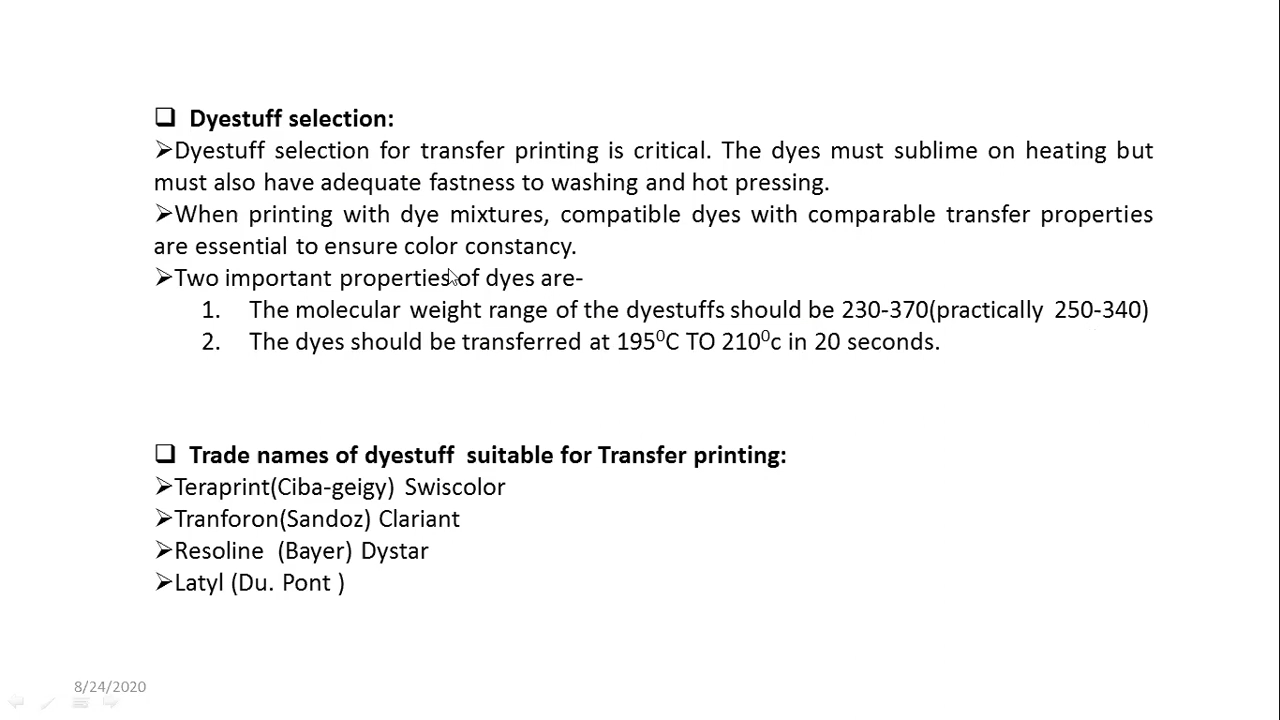 ❑ Dyestuff selection:
➢Dyestuff selection for transfer printing is critical. The dyes must sublime on heating but
must also have adequate fastness to washing and hot pressing.
➢When printing with dye mixtures, compatible dyes with comparable transfer properties
are essential to ensure color constancy.
➢Two important properties of dyes are-
1. The molecular weight range of the dyestuffs should be 230-370(practically 250-340)
2. The dyes should be transferred at 195⁰C TO 210⁰c in 20 seconds.
❑ Trade names of dyestuff suitable for Transfer printing:
➢Teraprint(Ciba-geigy) Swiscolor
➢Tranforon(Sandoz) Clariant
➢Resoline (Bayer) Dystar
➢Latyl (Du. Pont )
8/24/2020